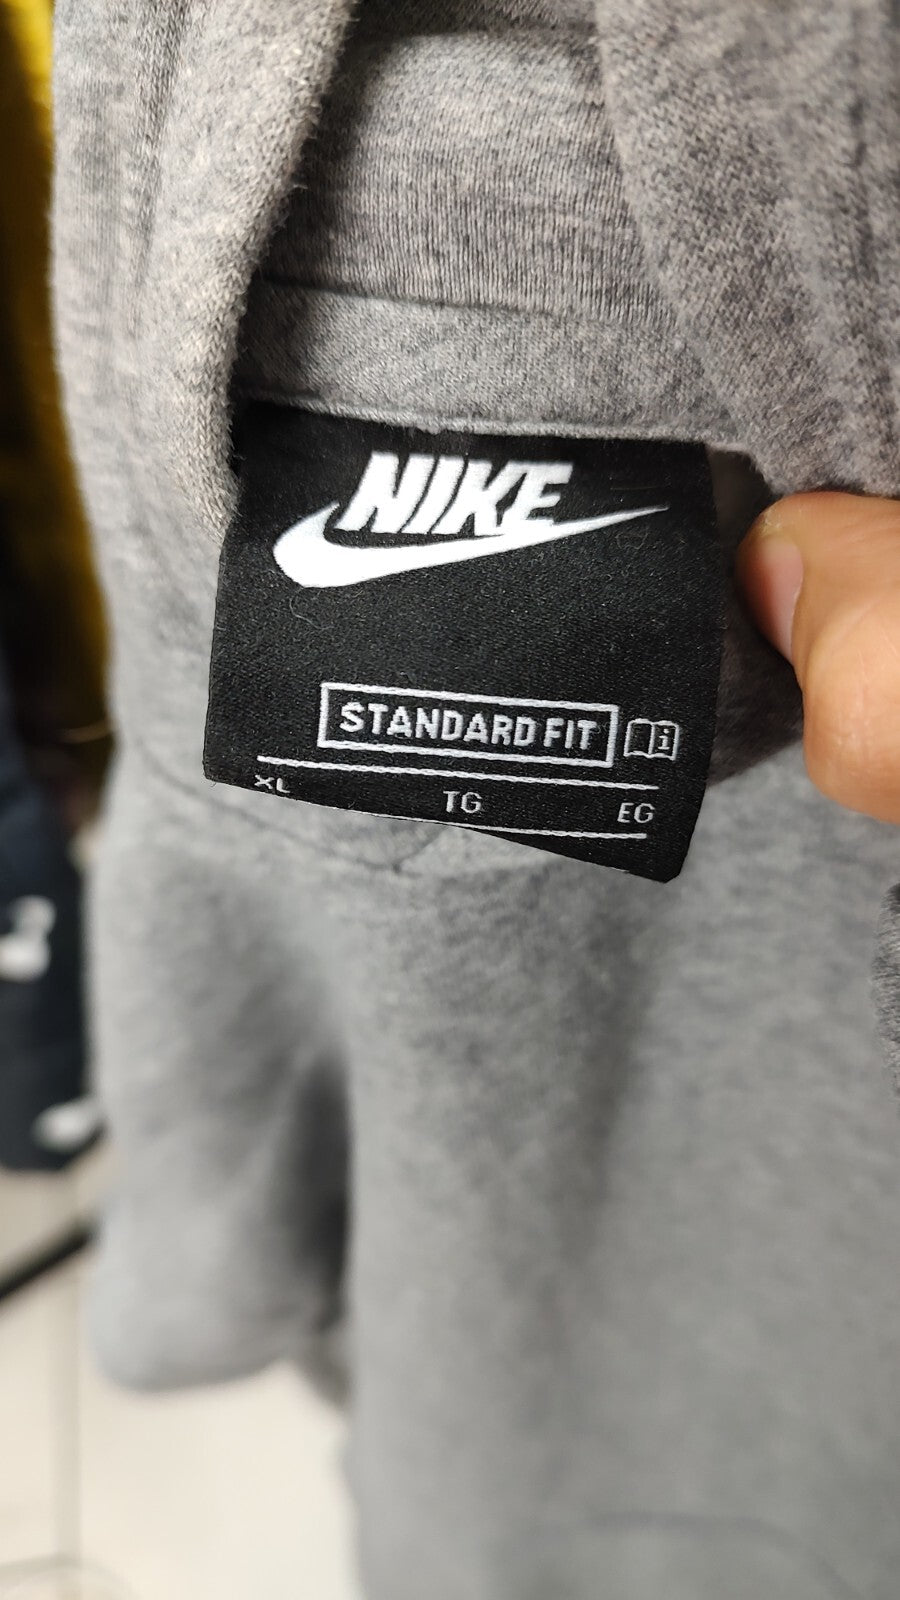 NIKE
STANDARD FIT i
XL TG EG